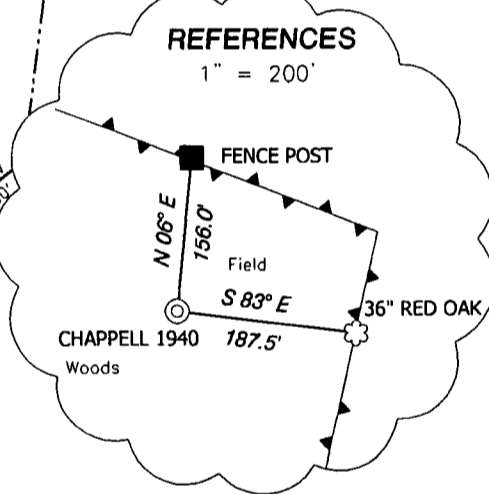 REFERENCES
1" = 200'
FENCE POST
N 06° E
156.0'
Field
S 83° E
36" RED OAK
CHAPPELL 1940
187.5'
Woods